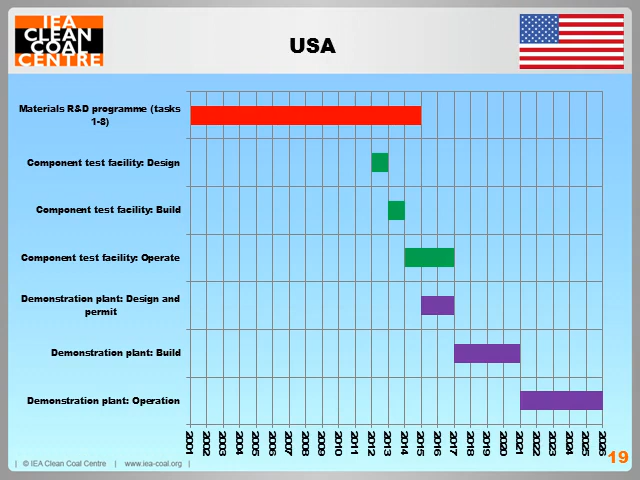 IEA
CLEAN
COAL
CENTRE
USA
Materials R&D programme (tasks
1-8)
Component test facility: Design
Component test facility: Build
Component test facility: Operate
Demonstration plant: Design and
permit
Demonstration plant: Build
Demonstration plant: Operation
2001
2002
2003
2004
2005
2006
2007
2008
2009
2010
2011
2012
2013
2014
2015
2016
2017
2018
2019
2020
2021
2022
2023
2024
2025
2026
| © IEA Clean Coal Centre | www.iea-coal.org |
19